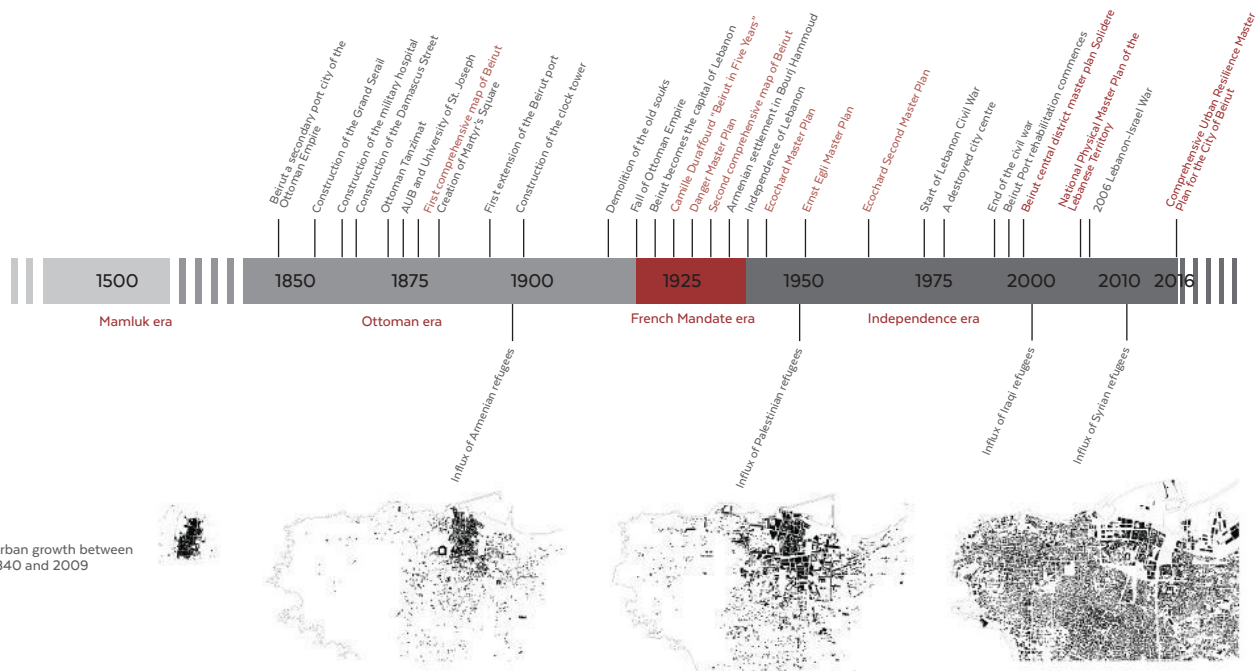 Beirut a secondary port city of the
Ottoman Empire
Construction of the Grand Serail
Construction of the military hospital
Construction of the Damascus Street
Ottoman Tanzimat
AUB and University of St. Joseph
First comprehensive map of Beirut
Creation of Martyr's Square
First extension of the Beirut port
Construction of the clock tower
Demolition of the old souks
Fall of Ottoman Empire
Beirut becomes the capital of Lebanon
Camille Duraffourd "Beirut in Five Years"
Danger Master Plan
Second comprehensive map of Beirut
Armenian settlement in Bourj Hammoud
Independence of Lebanon
Ecochard Master Plan
Ernst Egli Master Plan
Ecochard Second Master Plan
Start of Lebanon Civil War
A destroyed city centre
End of the civil war
Beirut Port rehabilitation commences
Beirut central district master plan Solidere
National Physical Master Plan of the
Lebanese Territory
2006 Lebanon-Israel War
Comprehensive Urban Resilience Master
Plan for the City of Beirut
1500
1850
1875
1900
1925
1950
1975
2000
2010
2016
Mamluk era
Ottoman era
French Mandate era
Independence era
Influx of Armenian refugees
Influx of Palestinian refugees
Influx of Iraqi refugees
Influx of Syrian refugees
rban growth between
340 and 2009